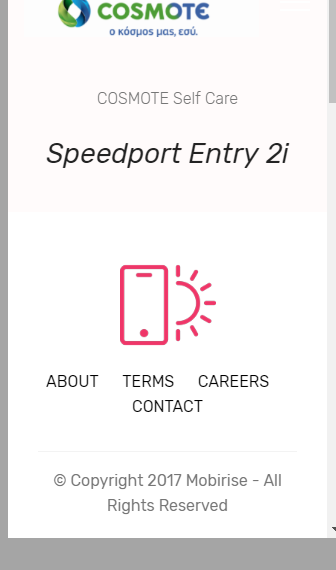 COSMOTE
ο κόσμος μας, εσύ.
COSMOTE Self Care
Speedport Entry 2i
ABOUT TERMS CAREERS
CONTACT
© Copyright 2017 Mobirise - All
Rights Reserved